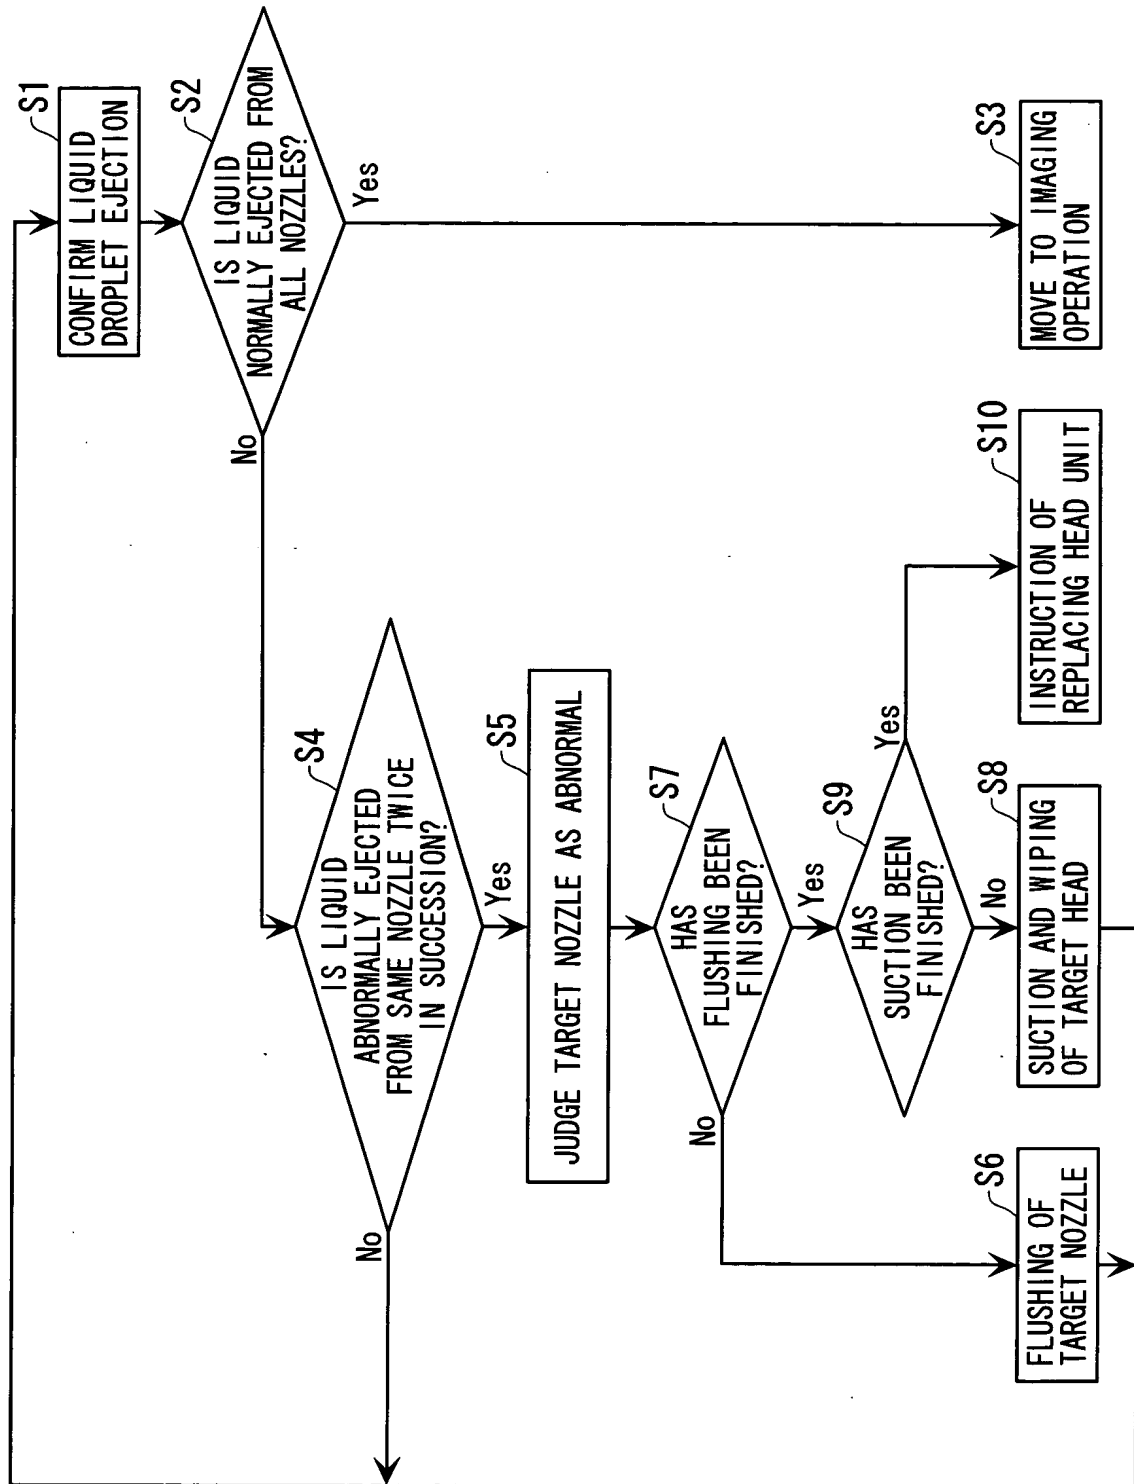 S1
CONFIRM LIQUID
DROPLET EJECTION
S2
IS LIQUID
NORMALLY EJECTED FROM
ALL NOZZLES?
Yes
No
S4
IS LIQUID
ABNORMALLY EJECTED
FROM SAME NOZZLE TWICE
IN SUCCESSION?
No
Yes
S5
JUDGE TARGET NOZZLE AS ABNORMAL
S7
HAS
FLUSHING BEEN
FINISHED?
No
Yes
S9
HAS
SUCTION BEEN
FINISHED?
Yes
No
S6
FLUSHING OF
TARGET NOZZLE
S8
SUCTION AND WIPING
OF TARGET HEAD
S10
INSTRUCTION OF
REPLACING HEAD UNIT
S3
MOVE TO IMAGING
OPERATION